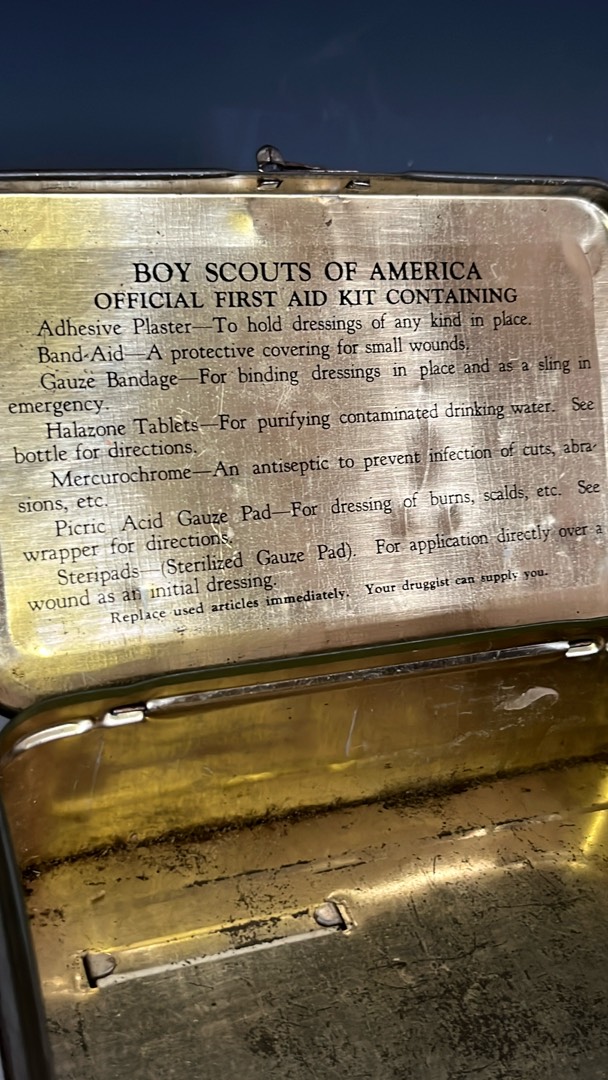 BOY SCOUTS OF AMERICA
OFFICIAL FIRST AID KIT CONTAINING
Adhesive Plaster—To hold dressings of any kind in place.
Band-Aid—A protective covering for small wounds.
Gauze Bandage—For binding dressings in place and as a sling in
emergency.
Halazone Tablets—For purifying contaminated drinking water. See
bottle for directions.
Mercurochrome—An antiseptic to prevent infection of cuts, abra-
sions, etc.
Picric Acid Gauze Pad—For dressing of burns, scalds, etc. See
wrapper for directions.
Steripads—(Sterilized Gauze Pad). For application directly over a
wound as an initial dressing.
Replace used articles immediately. Your druggist can supply you.